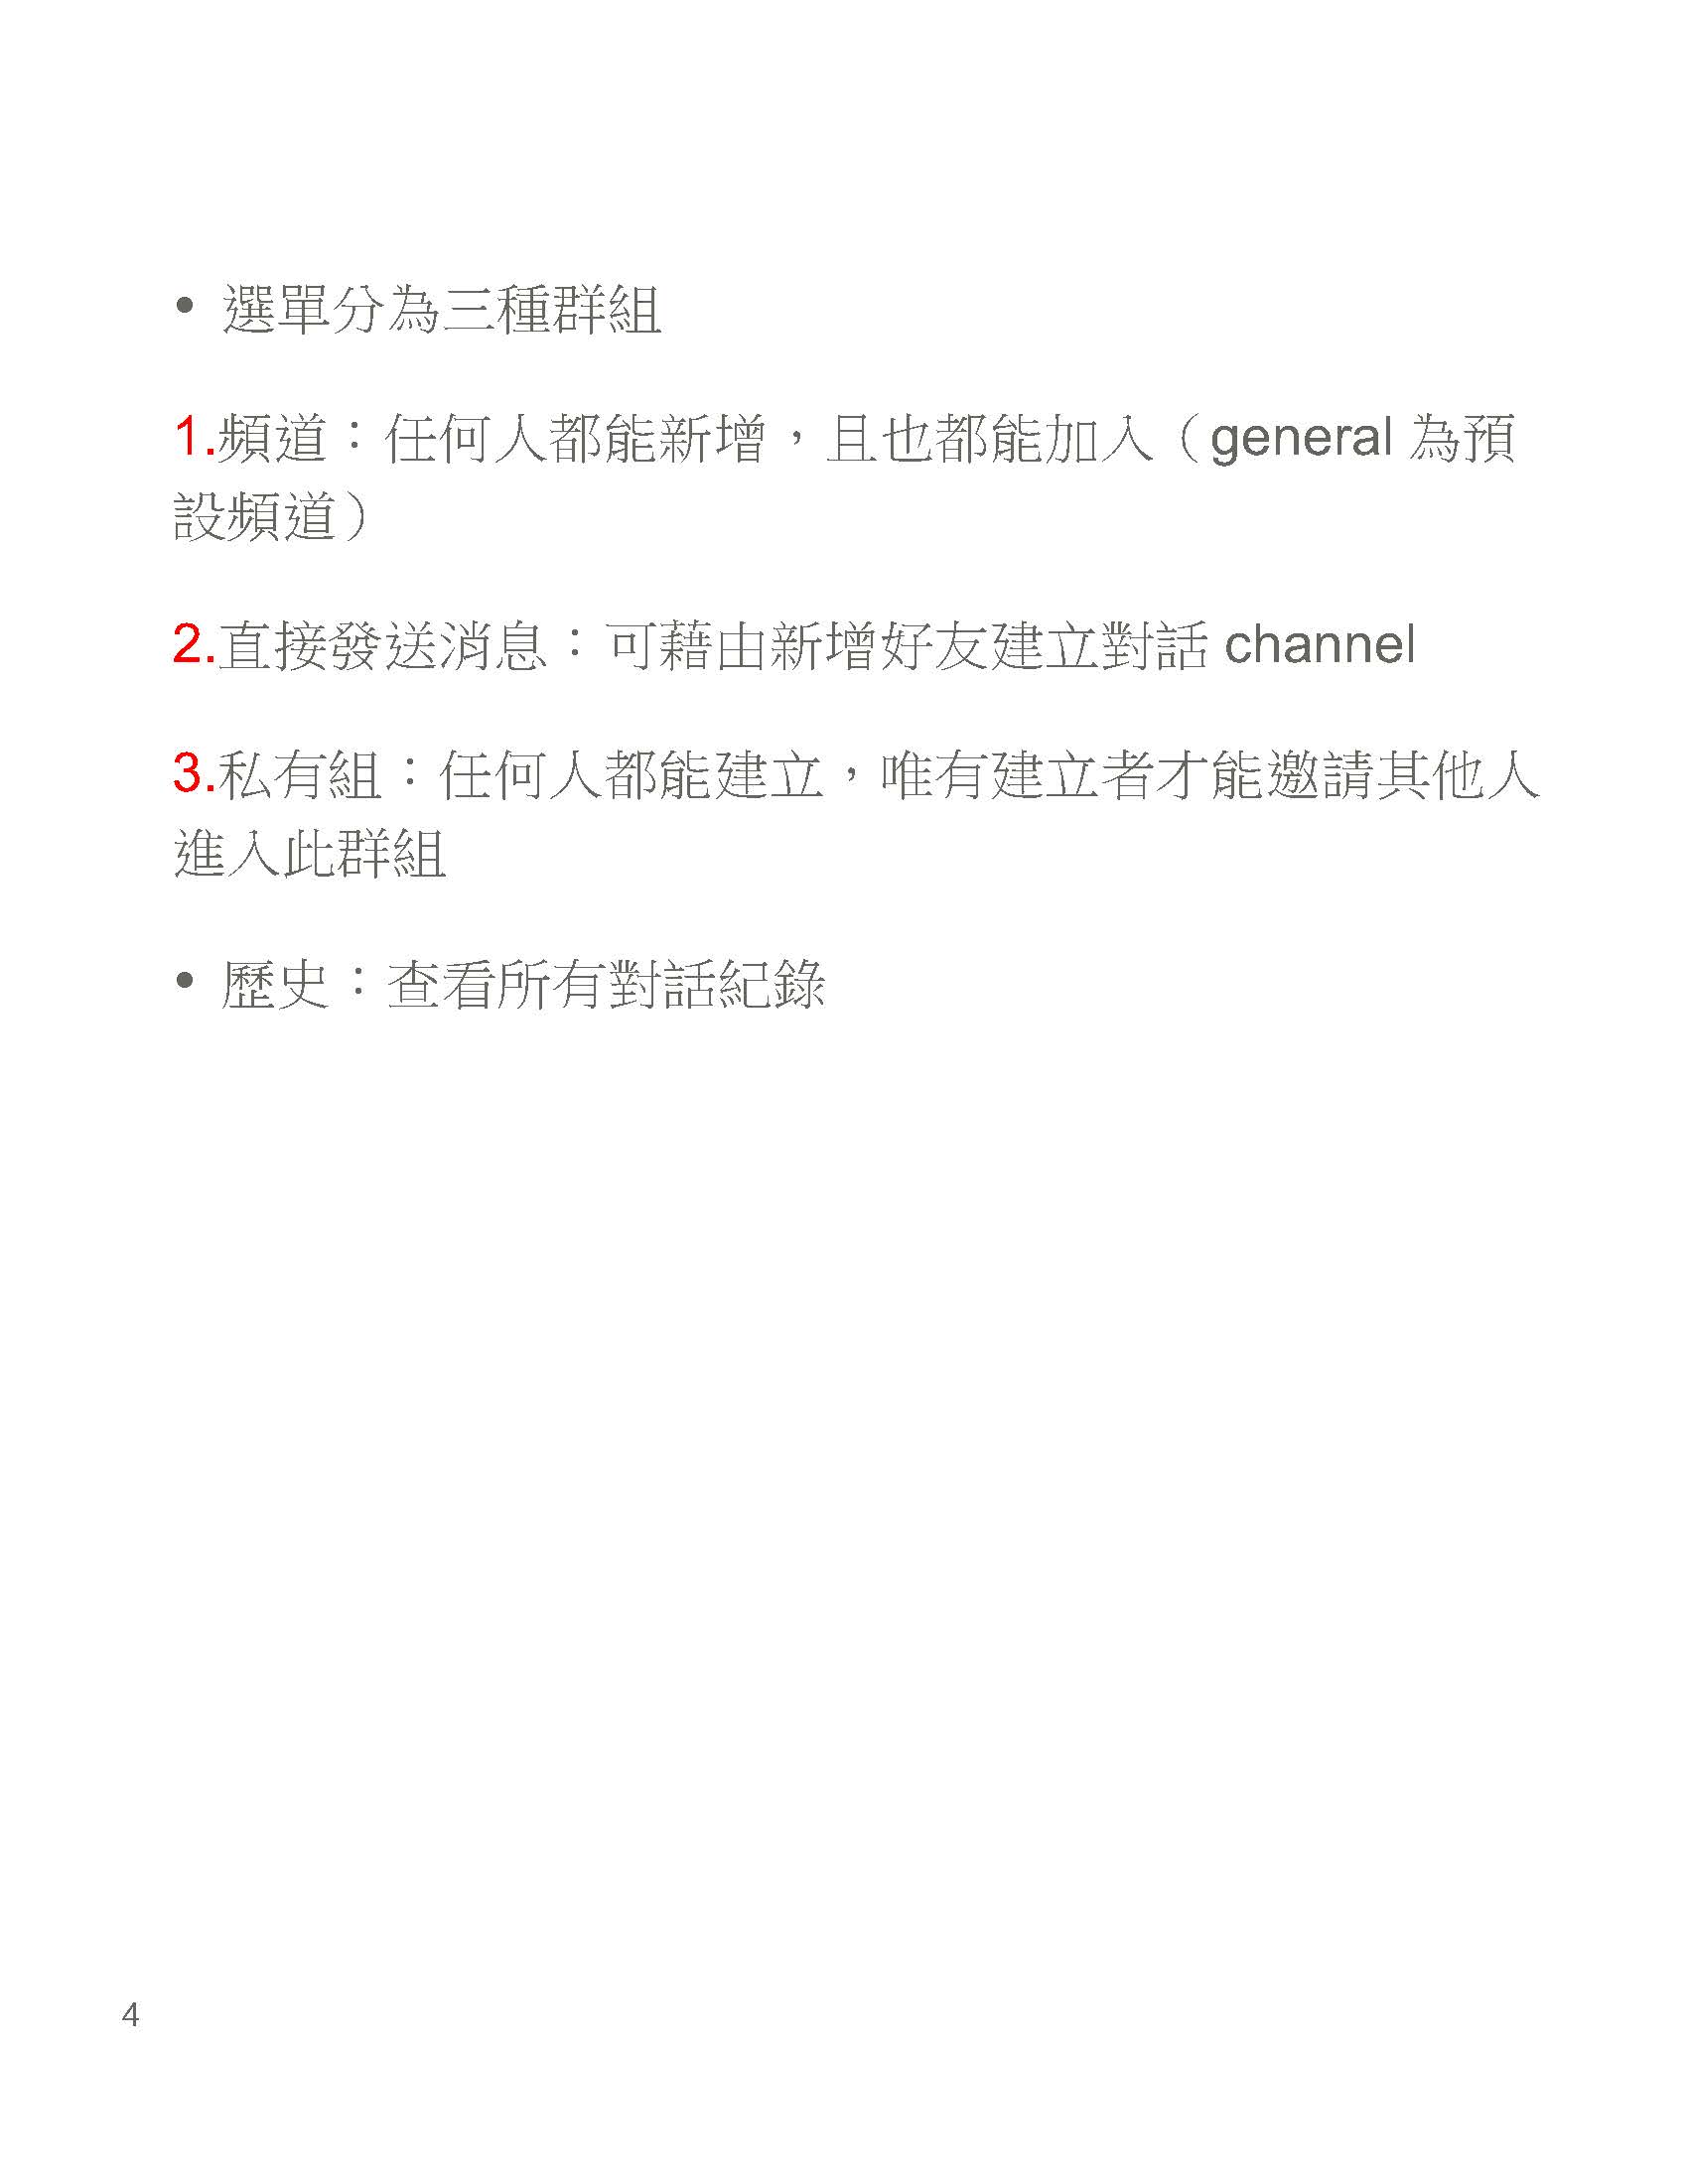 • 選單分為三種群組
1.頻道：任何人都能新增，且也都能加入（general 為預
設頻道）
2.直接發送消息：可藉由新增好友建立對話 channel
3.私有組：任何人都能建立，唯有建立者才能邀請其他人
進入此群組
• 歷史：查看所有對話紀錄
4